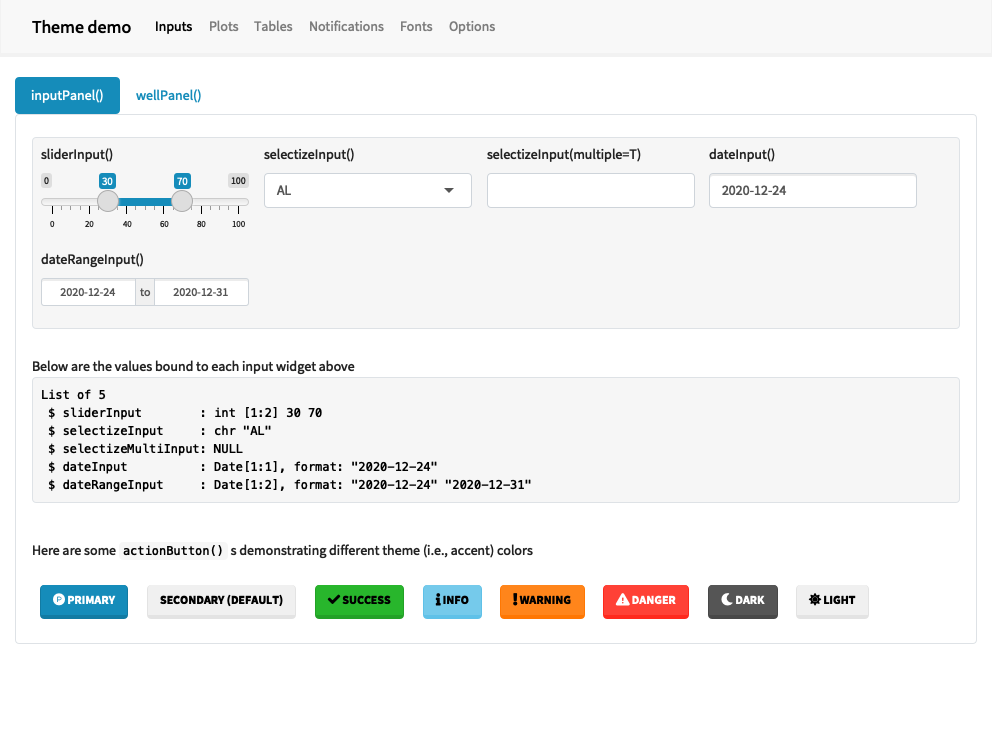 Theme demo Inputs Plots Tables Notifications Fonts Options
inputPanel() wellPanel()
sliderInput() selectizeInput() selectizeInput(multiple=T) dateInput()
0 30 70 100
AL 2020-12-24
0 20 40 60 80 100
dateRangeInput()
2020-12-24 to 2020-12-31
Below are the values bound to each input widget above
List of 5
$ sliderInput : int [1:2] 30 70
$ selectizeInput : chr "AL"
$ selectizeMultiInput: NULL
$ dateInput : Date[1:1], format: "2020-12-24"
$ dateRangeInput : Date[1:2], format: "2020-12-24" "2020-12-31"
Here are some actionButton() s demonstrating different theme (i.e., accent) colors
PRIMARY SECONDARY (DEFAULT) SUCCESS INFO WARNING DANGER DARK LIGHT